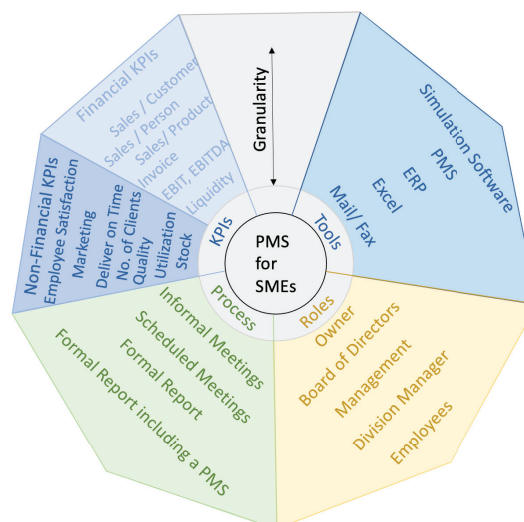 PMS
for
SMEs
Granularity
Tools
Mail/ Fax
Excel
ERP
PMS
Simulation Software
Roles
Owner
Board of Directors
Management
Division Manager
Employees
Process
Informal Meetings
Scheduled Meetings
Formal Report
Formal Report including a PMS
KPIs
Non-Financial KPIs
Employee Satisfaction
Marketing
Deliver on Time
No. of Clients
Quality
Utilization
Stock
Financial KPIs
Sales / Customer
Sales / Person
Sales/ Product
Invoice
EBIT, EBITDA
Liquidity